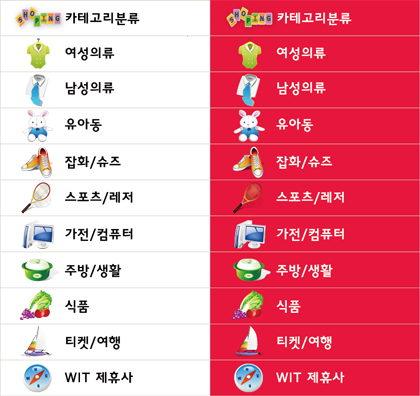 SHOPPING 카테고리분류 SHOPPING 카테고리분류
여성의류 여성의류
남성의류 남성의류
유아동 유아동
잡화/슈즈 잡화/슈즈
스포츠/레저 스포츠/레저
가전/컴퓨터 가전/컴퓨터
주방/생활 주방/생활
식품 식품
티켓/여행 티켓/여행
WIT 제휴사 WIT 제휴사